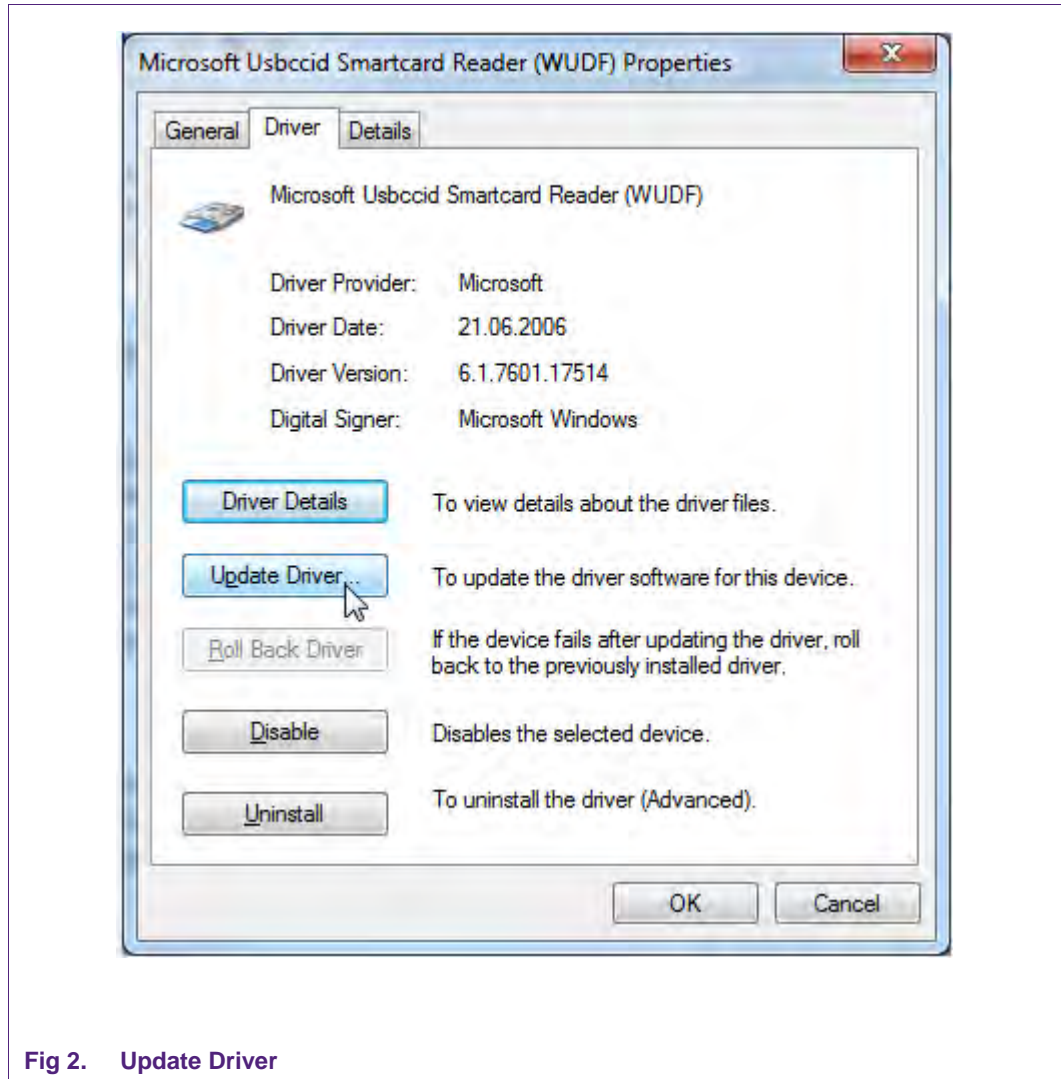 Microsoft Usbccid Smartcard Reader (WUDF) Properties
General Driver Details
Microsoft Usbccid Smartcard Reader (WUDF)
Driver Provider: Microsoft
Driver Date: 21.06.2006
Driver Version: 6.1.7601.17514
Digital Signer: Microsoft Windows
Driver Details To view details about the driver files.
Update Driver... To update the driver software for this device.
Roll Back Driver If the device fails after updating the driver, roll
back to the previously installed driver.
Disable Disables the selected device.
Uninstall To uninstall the driver (Advanced).
OK Cancel
Fig 2. Update Driver